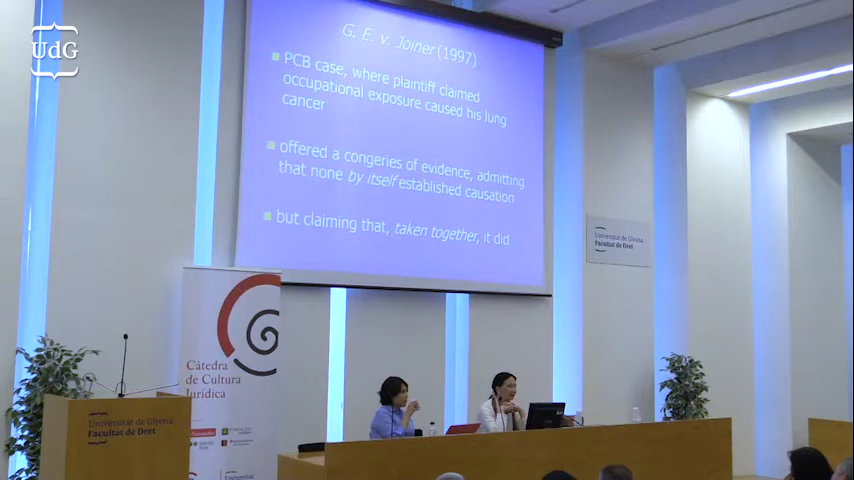 UdG
G. E. v. Joiner (1997)
PCB case, where plaintiff claimed
occupational exposure caused his lung
cancer
offered a congeries of evidence, admitting
that none by itself established causation
but claiming that, taken together, it did
Universitat de Girona
Facultat de Dret
Càtedra
de Cultura
Jurídica
Universitat de Girona
Facultat de Dret